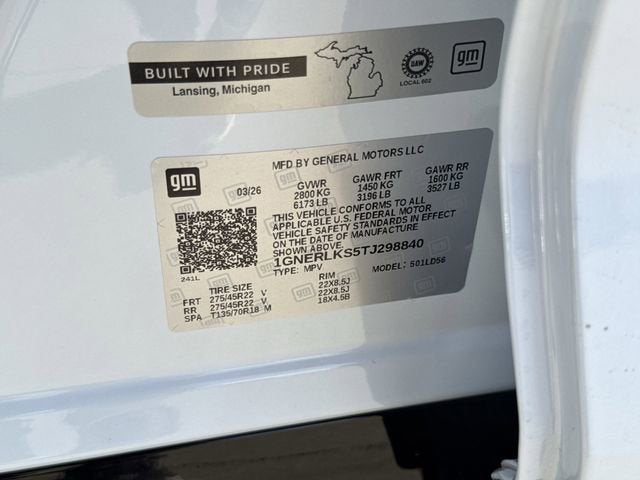 BUILT WITH PRIDE
Lansing, Michigan
UAW
LOCAL 602
gm
gm
MFD BY GENERAL MOTORS LLC
03/26
GVWR GAWR FRT GAWR RR
2800 KG 1450 KG 1600 KG
6173 LB 3196 LB 3527 LB
THIS VEHICLE CONFORMS TO ALL
APPLICABLE U.S. FEDERAL MOTOR
VEHICLE SAFETY STANDARDS IN EFFECT
ON THE DATE OF MANUFACTURE
SHOWN ABOVE.
1GNERLKS5TJ298840
TYPE: MPV MODEL: 501LD56
241L
TIRE SIZE RIM
FRT 275/45R22 V 22X8.5J
RR 275/45R22 V 22X8.5J
SPA T135/70R18 M 18X4.5B